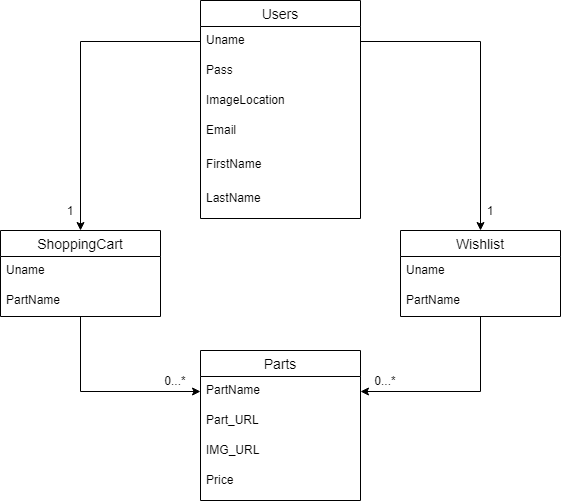 Users
Uname
Pass
ImageLocation
Email
FirstName
LastName
1
1
ShoppingCart
Uname
PartName
Wishlist
Uname
PartName
0...*
0...*
Parts
PartName
Part_URL
IMG_URL
Price